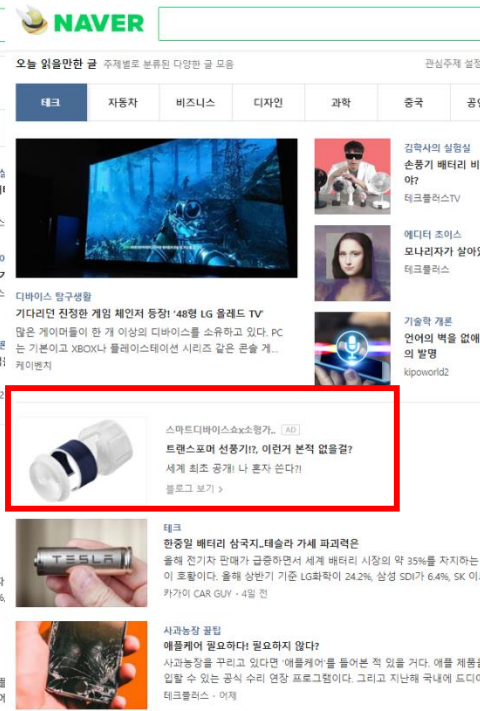 NAVER
오늘 읽을만한 글 주제별로 분류된 다양한 글 모음
관심주제 설정
테크 자동차 비즈니스 디자인 과학 중국
디바이스 탐구생활
기다리던 진정한 게임 체인저 등장! '48형 LG 올레드 TV'
많은 게이머들이 한 개 이상의 디바이스를 소유하고 있다. PC
는 기본이고 XBOX나 플레이스테이션 시리즈 같은 콘솔 게...
케이벤치
김학사의 실험실
손풍기 배터리 비
야?
테크플러스TV
에디터 조이스
모나리자가 살아있
테크플러스
기술학 개론
언어의 벽을 없애
의 발명
kipoworld2
스마트디바이스쇼x소형가.. AD
트랜스포머 선풍기!?, 이런거 본적 없을걸?
세계 최초 공개! 나 혼자 쓴다?!
블로그 보기 >
TESLA
테크
한중일 배터리 삼국지..테슬라 가세 파괴력은
올해 전기차 판매가 급증하면서 세계 배터리 시장의 약 35%를 차지하는
이 호황이다. 올해 상반기 기준 LG화학이 24.2%, 삼성 SDI가 6.4%, SK 이
카가이 CAR GUY · 4일 전
사과농장 꿀팁
애플케어 필요하다! 필요하지 않다?
사과농장을 꾸리고 있다면 '애플케어'를 들어본 적 있을 거다. 애플 제품을
입할 수 있는 공식 수리 연장 프로그램이다. 그리고 지난해 국내에 드디어
테크플러스 · 어제